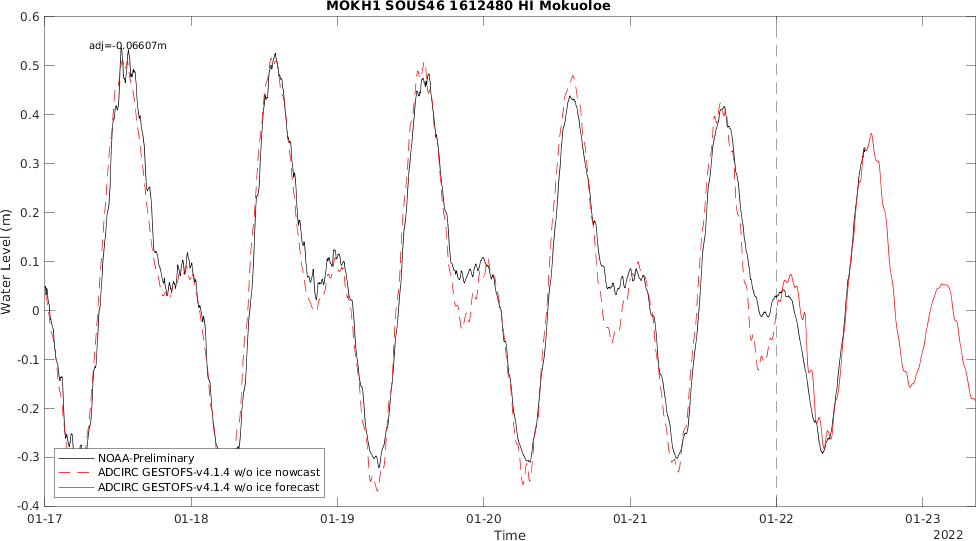 MOKH1 SOUS46 1612480 HI Mokuoloe
adj=-0.06607m
0.6
0.5
0.4
0.3
0.2
0.1
0
-0.1
-0.2
-0.3
-0.4
Water Level (m)
NOAA-Preliminary
ADCIRC GESTOFS-v4.1.4 w/o ice nowcast
ADCIRC GESTOFS-v4.1.4 w/o ice forecast
01-17 01-18 01-19 01-20 01-21 01-22 01-23
Time
2022